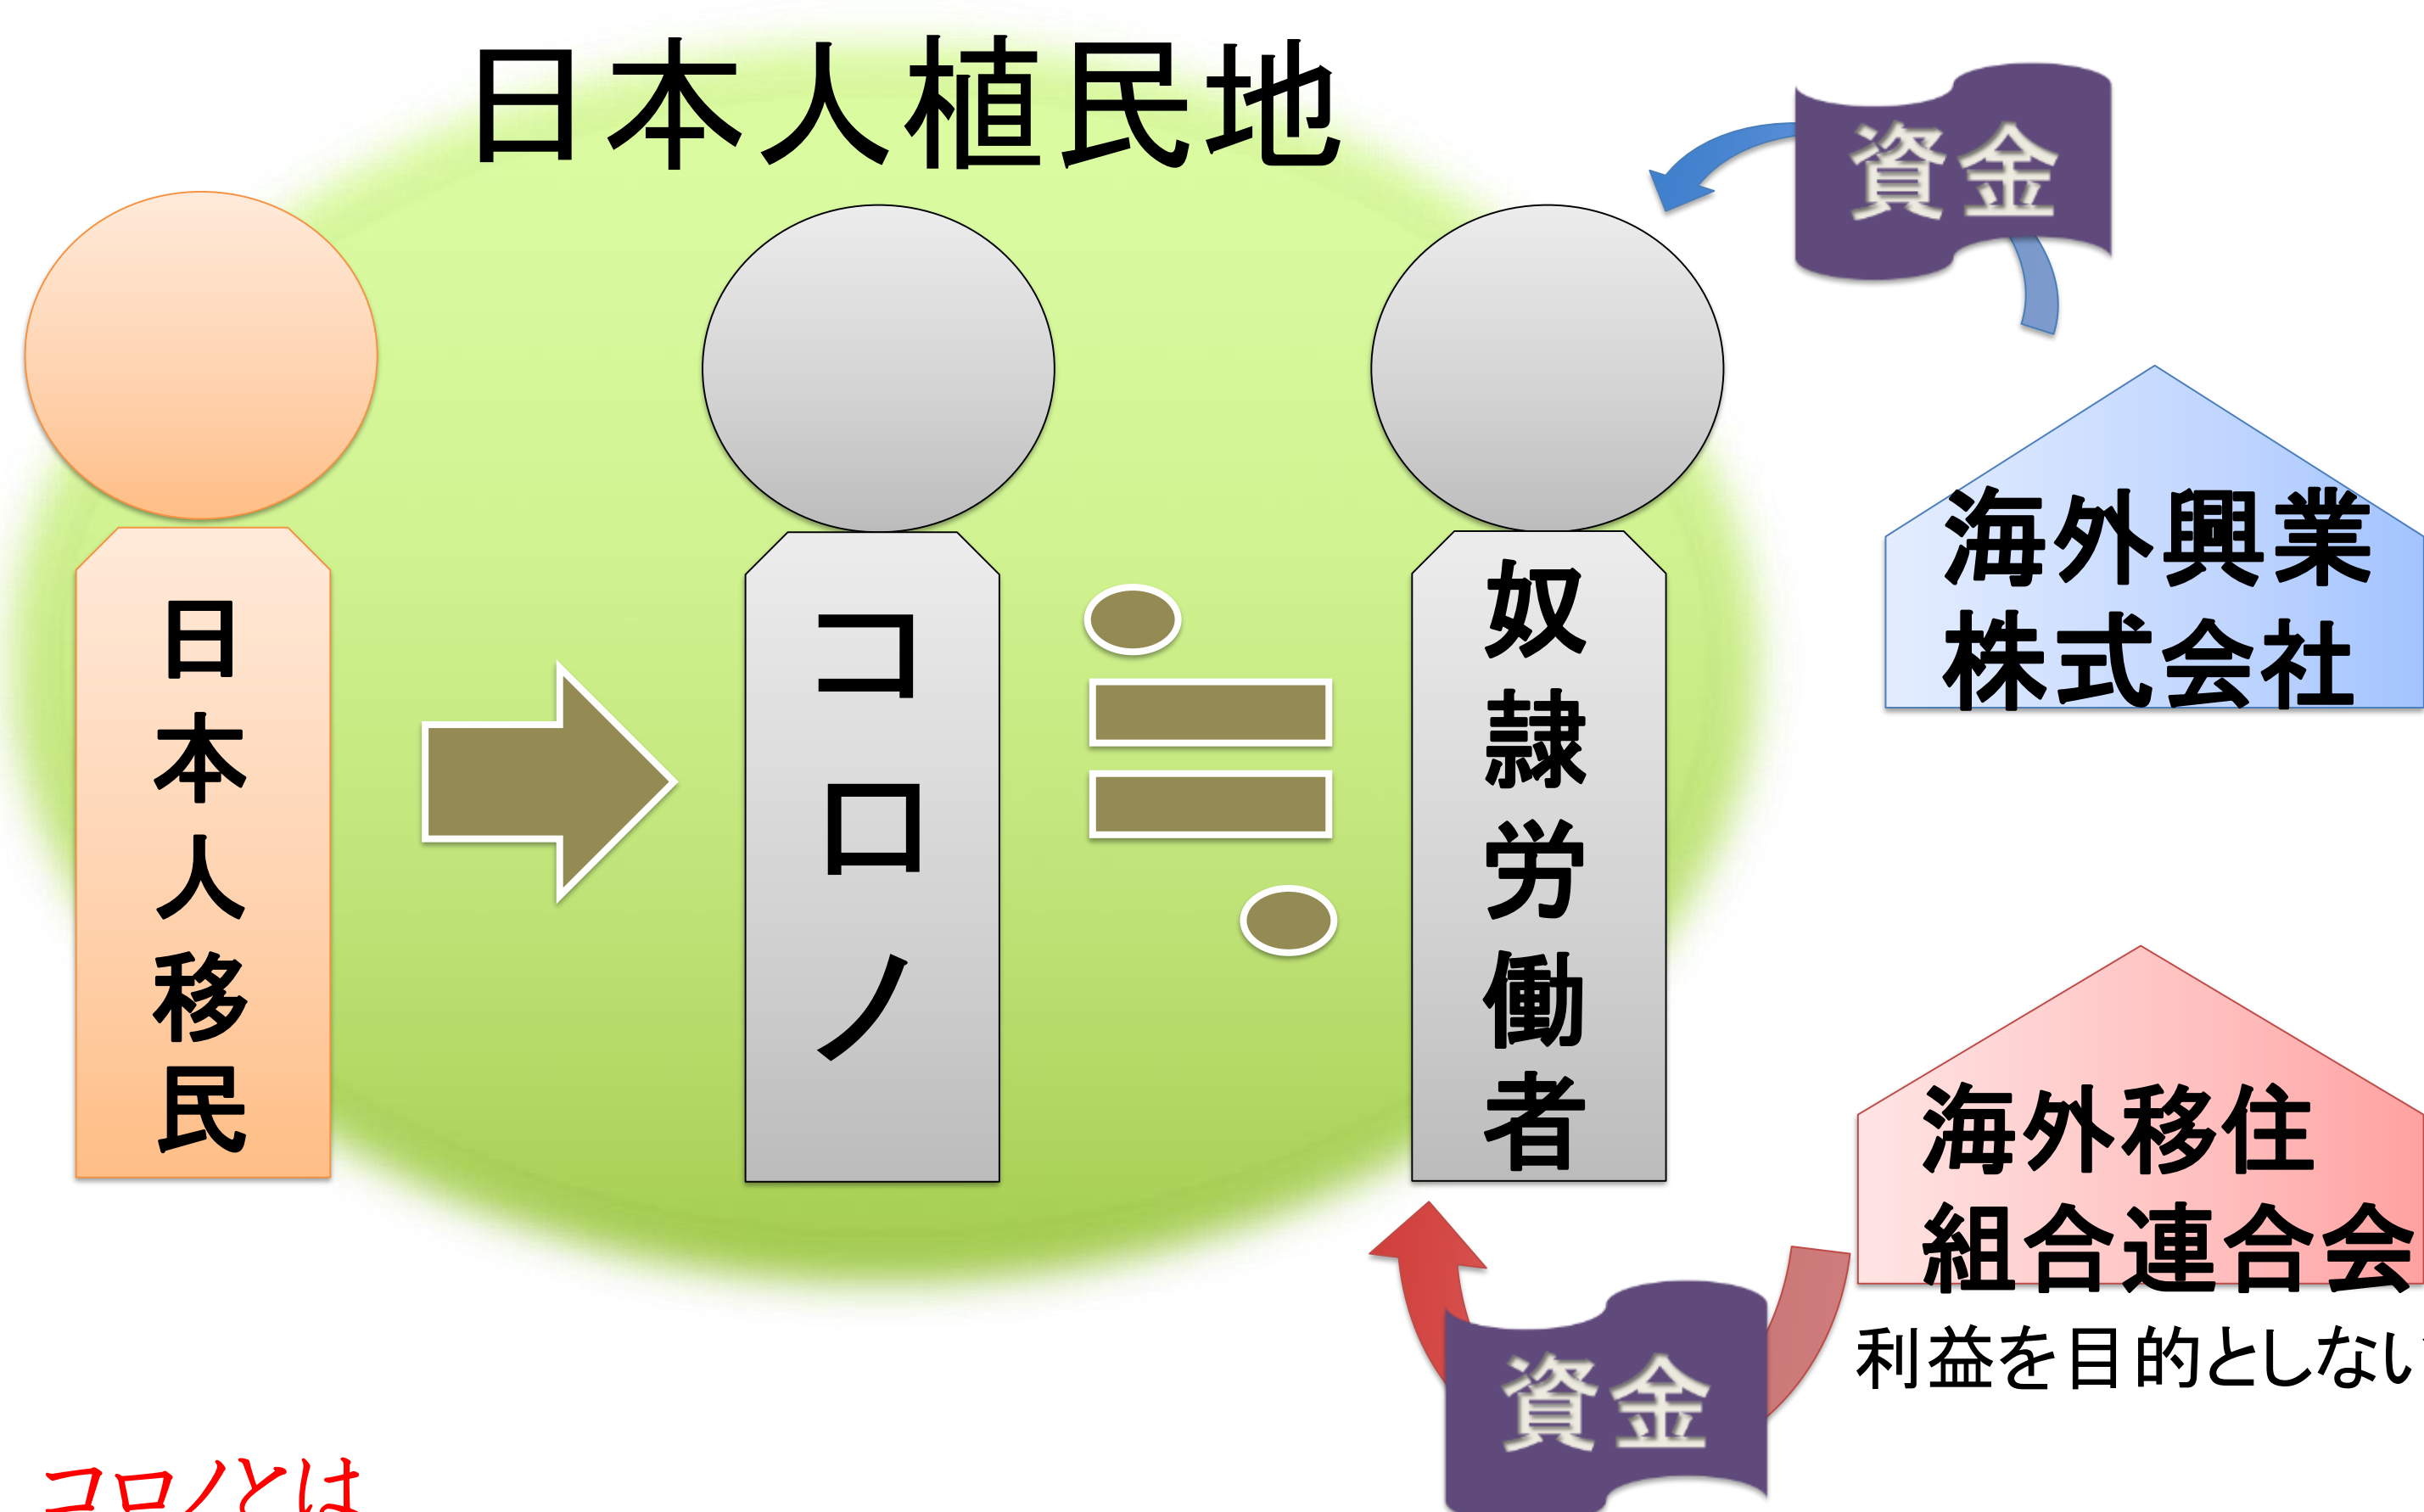 日本人植民地
資金
日本人移民
コロノ
奴隷労働者
海外興業
株式会社
海外移住
組合連合会
利益を目的としない
資金
コロノとは